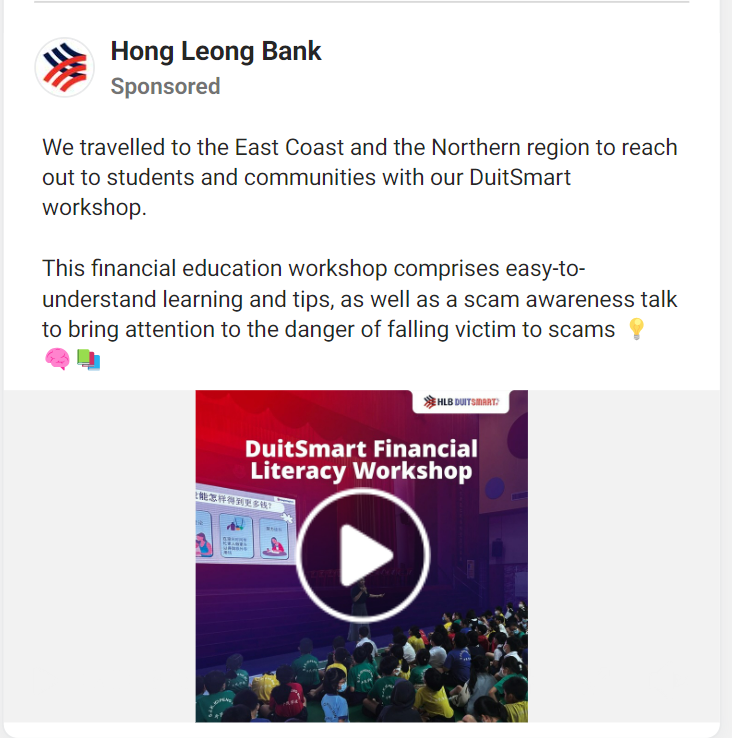 Hong Leong Bank
Sponsored
We travelled to the East Coast and the Northern region to reach
out to students and communities with our DuitSmart
workshop.
This financial education workshop comprises easy-to-
understand learning and tips, as well as a scam awareness talk
to bring attention to the danger of falling victim to scams 💡
🧠📚
HLB DUITSMART
DuitSmart Financial
Literacy Workshop
能怎样得到更多钱?